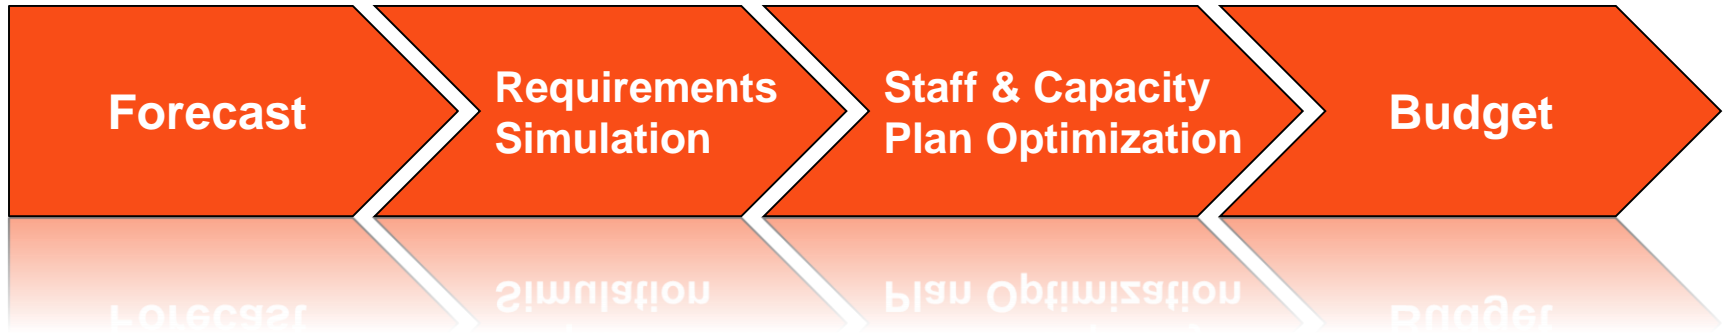 Forecast
Requirements
Simulation
Staff & Capacity
Plan Optimization
Budget